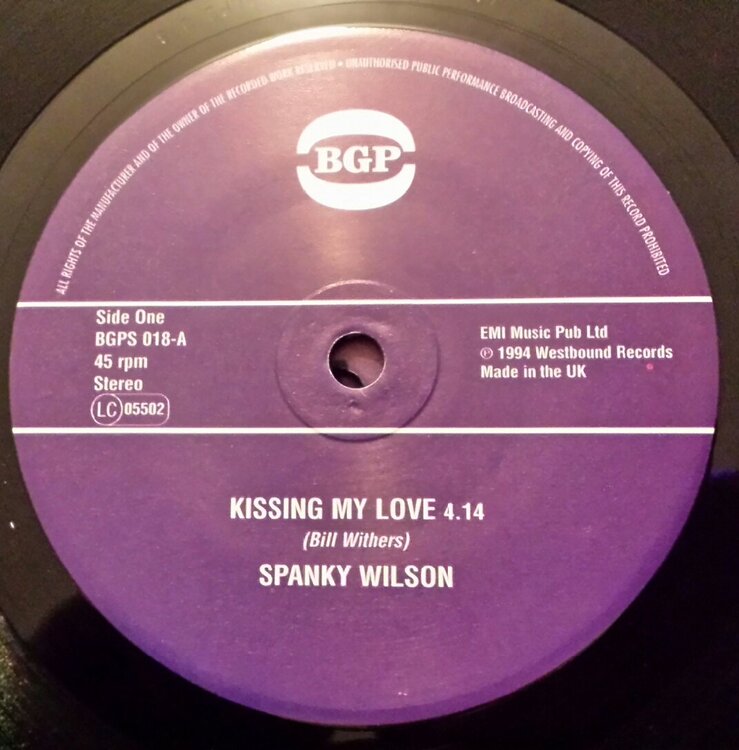 ALL RIGHTS OF THE MANUFACTURER AND OF THE OWNER OF THE RECORDED WORK RESERVED • UNAUTHORISED PUBLIC PERFORMANCE BROADCASTING AND COPYING OF THIS RECORD PROHIBITED
BGP
Side One
BGPS 018-A
45 rpm
Stereo
LC 05502
EMI Music Pub Ltd
℗ 1994 Westbound Records
Made in the UK
KISSING MY LOVE 4.14
(Bill Withers)
SPANKY WILSON